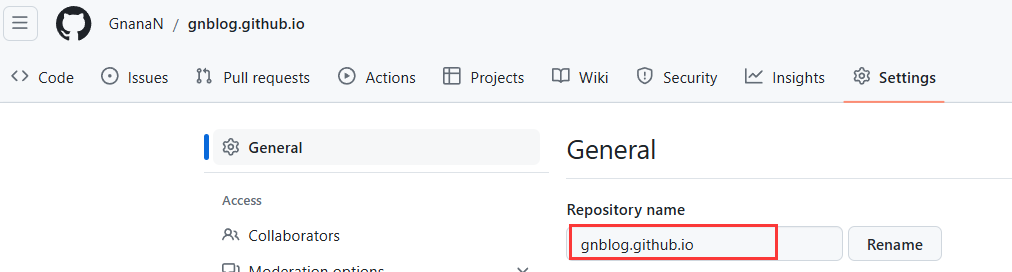 GnanaN / gnblog.github.io
Code Issues Pull requests Actions Projects Wiki Security Insights Settings
General
General
Access
Repository name
Collaborators
gnblog.github.io Rename
Moderation options